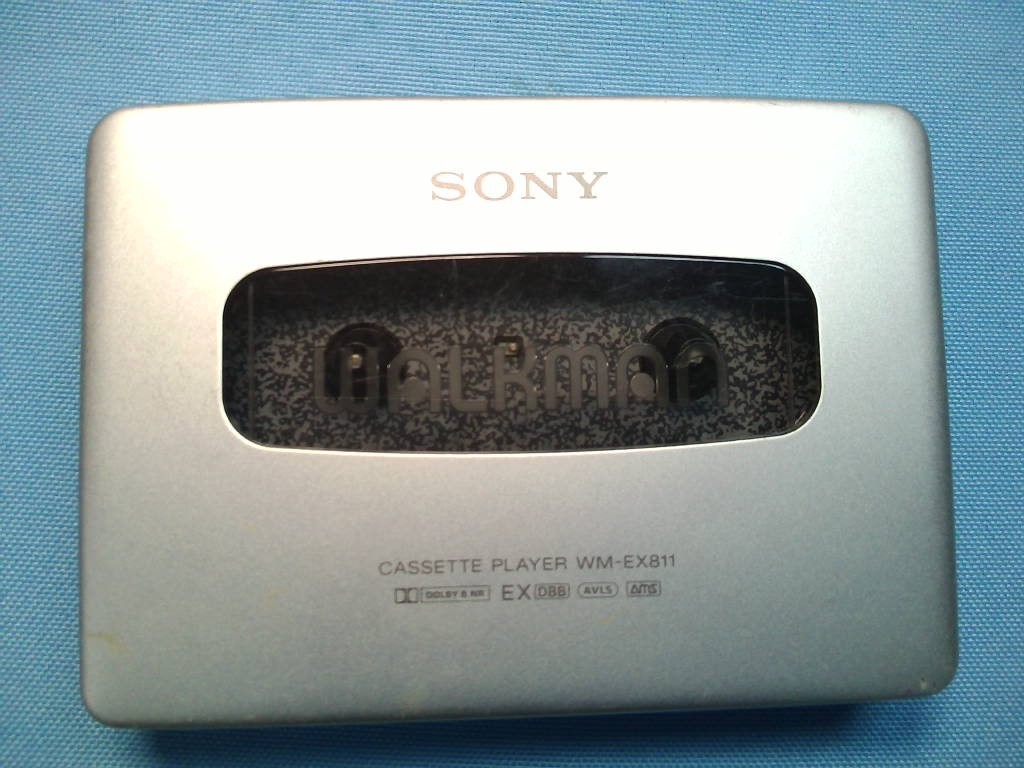 SONY
WALKMAN
CASSETTE PLAYER WM-EX811
DOLBY B NR EX DBB AVLS AMS